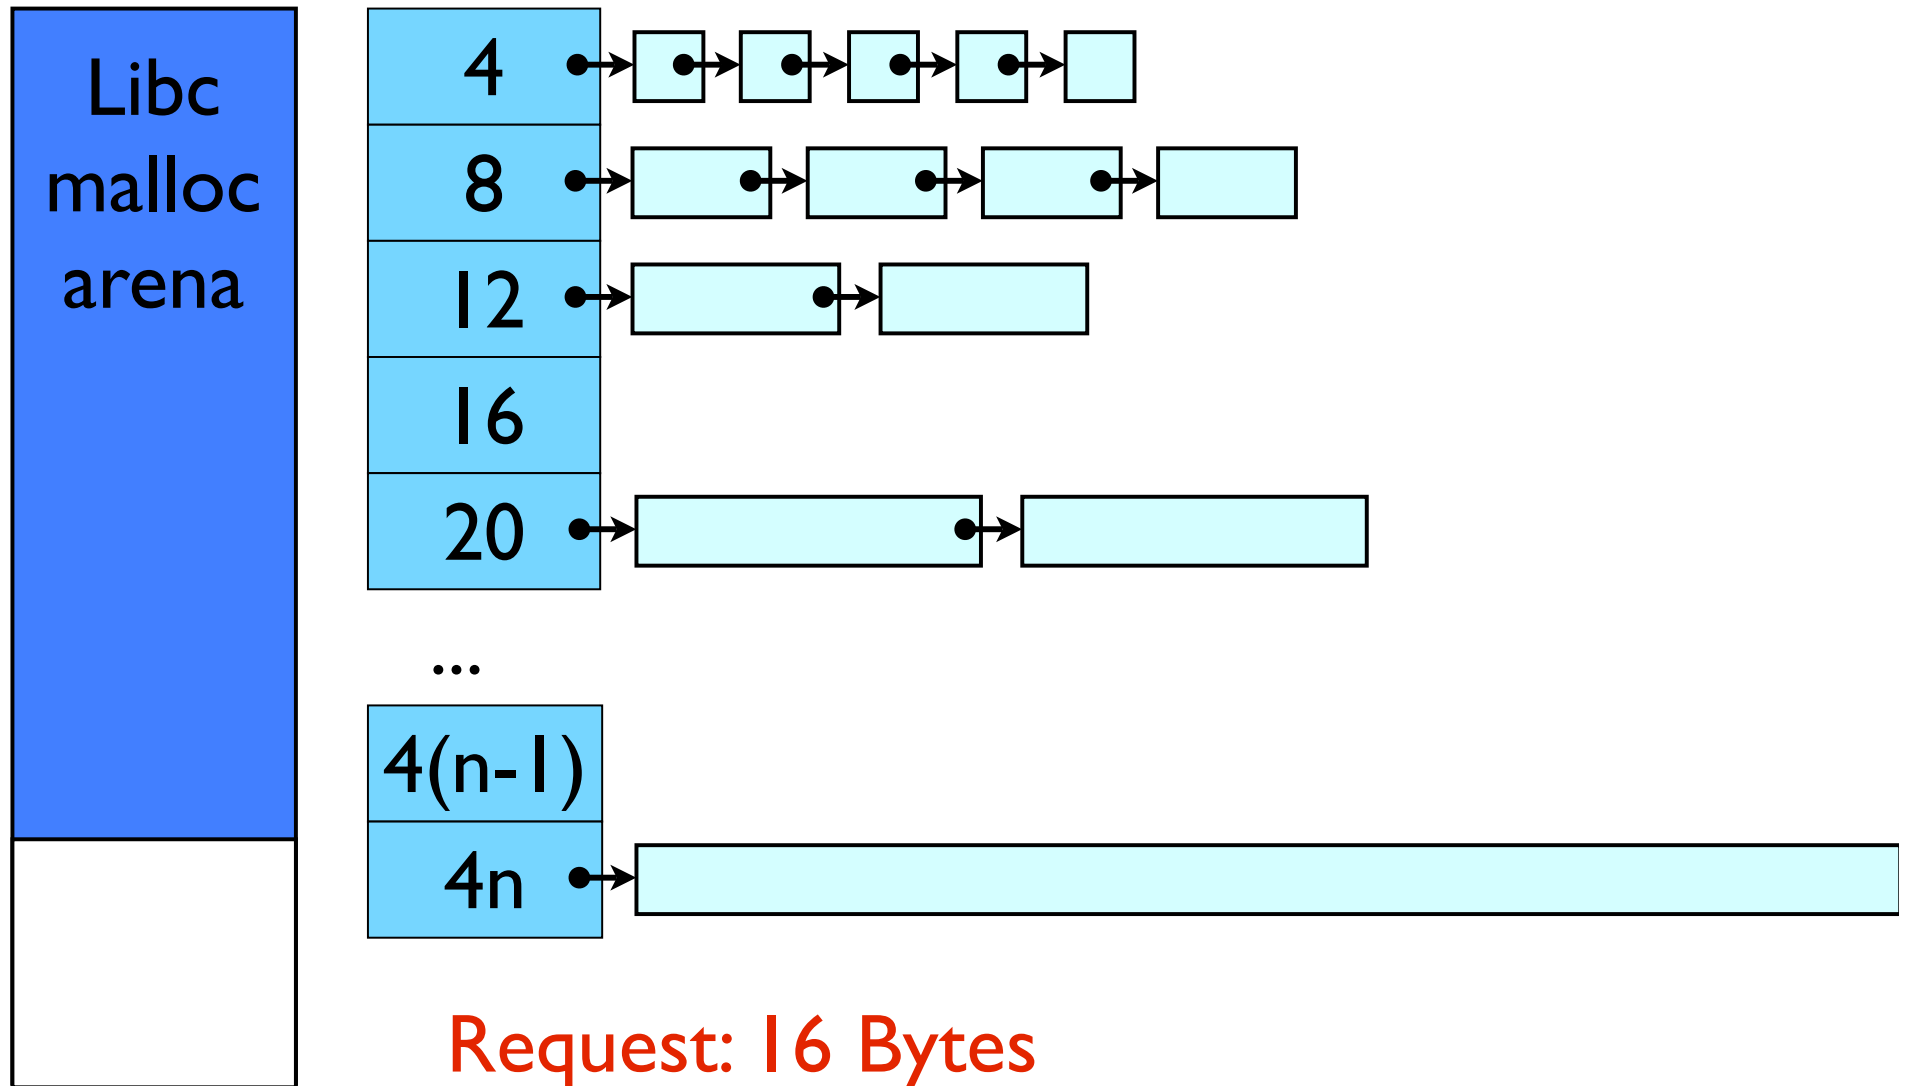 Libc
malloc
arena
4
8
12
16
20
...
4(n-1)
4n
Request: 16 Bytes